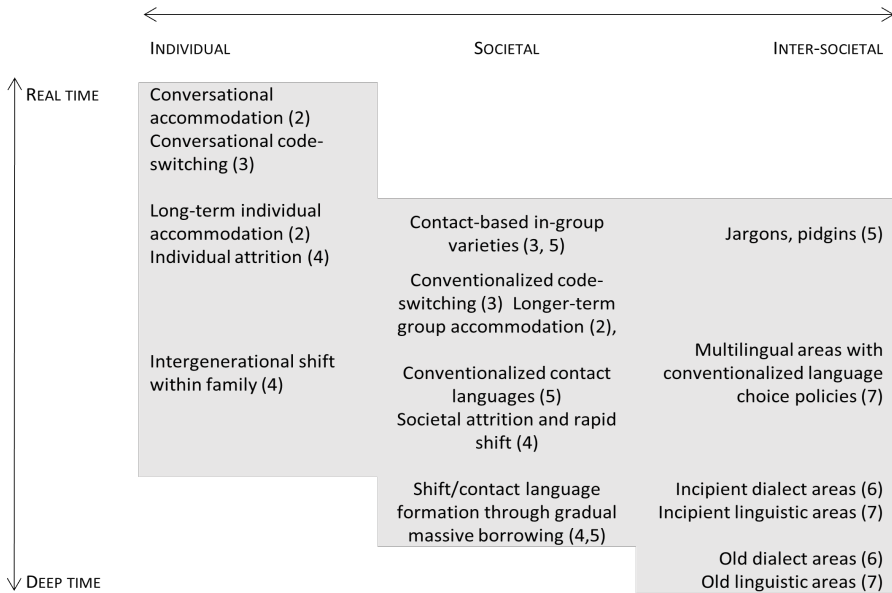 INDIVIDUAL
SOCIETAL
INTER-SOCIETAL
REAL TIME
Conversational
accommodation (2)
Conversational code-
switching (3)
Long-term individual
accommodation (2)
Individual attrition (4)
Intergenerational shift
within family (4)
Contact-based in-group
varieties (3, 5)
Conventionalized code-
switching (3)  Longer-term
group accommodation (2),
Conventionalized contact
languages (5)
Societal attrition and rapid
shift (4)
Shift/contact language
formation through gradual
massive borrowing (4,5)
Jargons, pidgins (5)
Multilingual areas with
conventionalized language
choice policies (7)
Incipient dialect areas (6)
Incipient linguistic areas (7)
Old dialect areas (6)
Old linguistic areas (7)
DEEP TIME